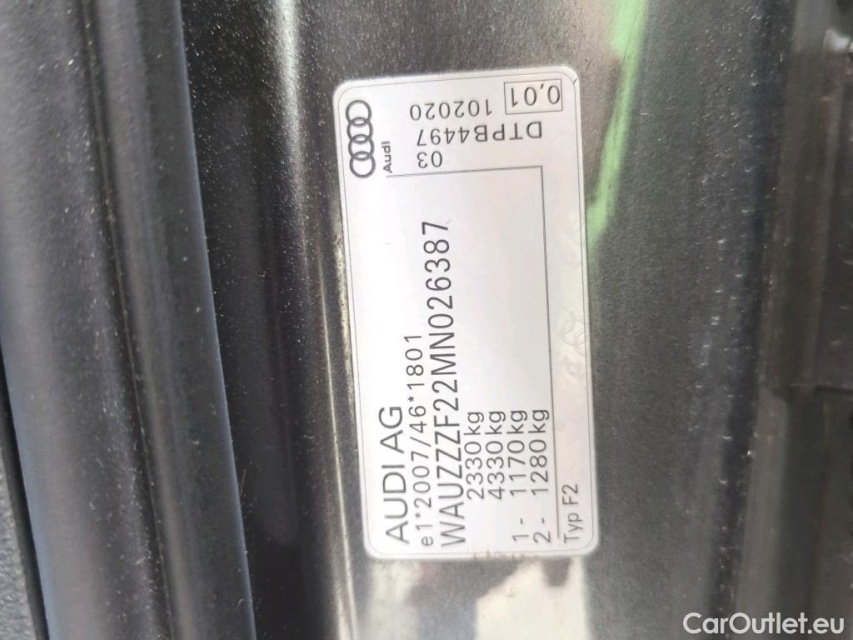 AUDI AG
e1*2007/46*1801
WAUZZZF22MN026387
2330kg
4330kg
1 - 1170kg
2 - 1280kg
Typ F2
Audi
03
DTPB4497
102020
0,01
CarOutlet.eu